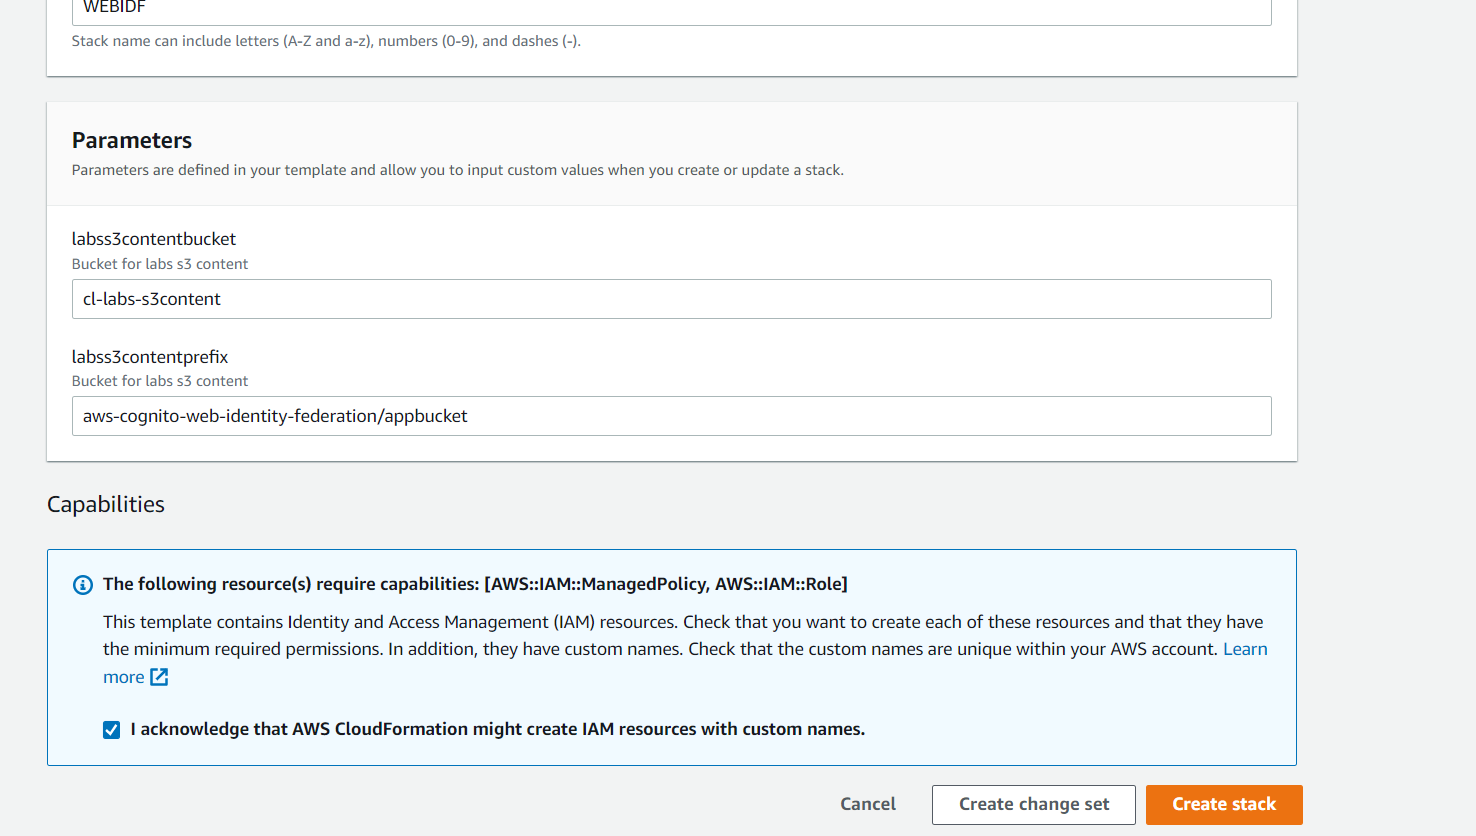 WEBIDF
Stack name can include letters (A-Z and a-z), numbers (0-9), and dashes (-).
Parameters
Parameters are defined in your template and allow you to input custom values when you create or update a stack.
labss3contentbucket
Bucket for labs s3 content
cl-labs-s3content
labss3contentprefix
Bucket for labs s3 content
aws-cognito-web-identity-federation/appbucket
Capabilities
The following resource(s) require capabilities: [AWS::IAM::ManagedPolicy, AWS::IAM::Role]
This template contains Identity and Access Management (IAM) resources. Check that you want to create each of these resources and that they have
the minimum required permissions. In addition, they have custom names. Check that the custom names are unique within your AWS account. Learn
more
I acknowledge that AWS CloudFormation might create IAM resources with custom names.
Cancel Create change set Create stack